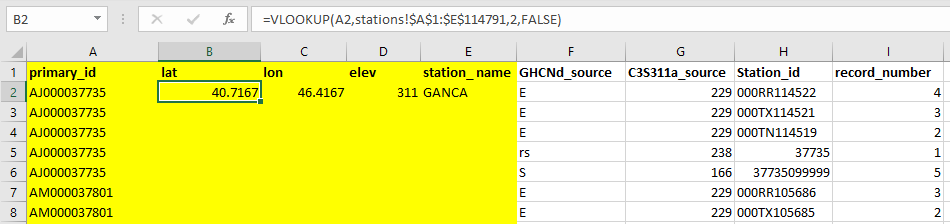 B2 fx =VLOOKUP(A2,stations!$A$1:$E$114791,2,FALSE)
A B C D E F G H I
1 primary_id lat lon elev station_ name GHCNd_source C3S311a_source Station_id record_number
2 AJ000037735 40.7167 46.4167 311 GANCA E 229 000RR114522 4
3 AJ000037735 E 229 000TX114521 3
4 AJ000037735 E 229 000TN114519 2
5 AJ000037735 rs 238 37735 1
6 AJ000037735 S 166 37735099999 5
7 AM000037801 E 229 000RR105686 3
8 AM000037801 E 229 000TX105685 2